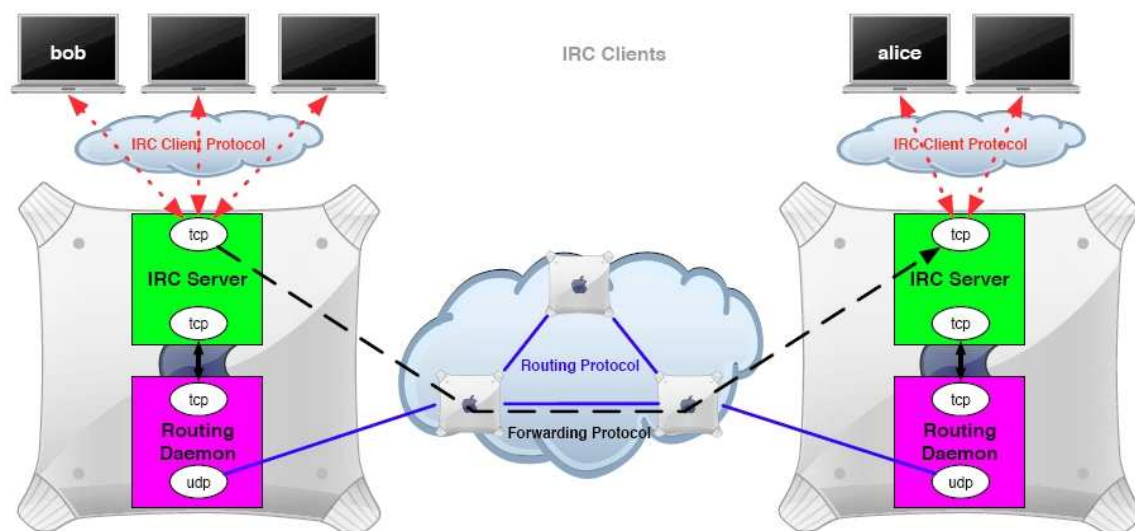 bob
IRC Clients
alice
IRC Client Protocol
IRC Client Protocol
tcp
tcp
IRC Server
IRC Server
tcp
tcp
Routing Protocol
tcp
tcp
Forwarding Protocol
Routing
Daemon
Routing
Daemon
udp
udp